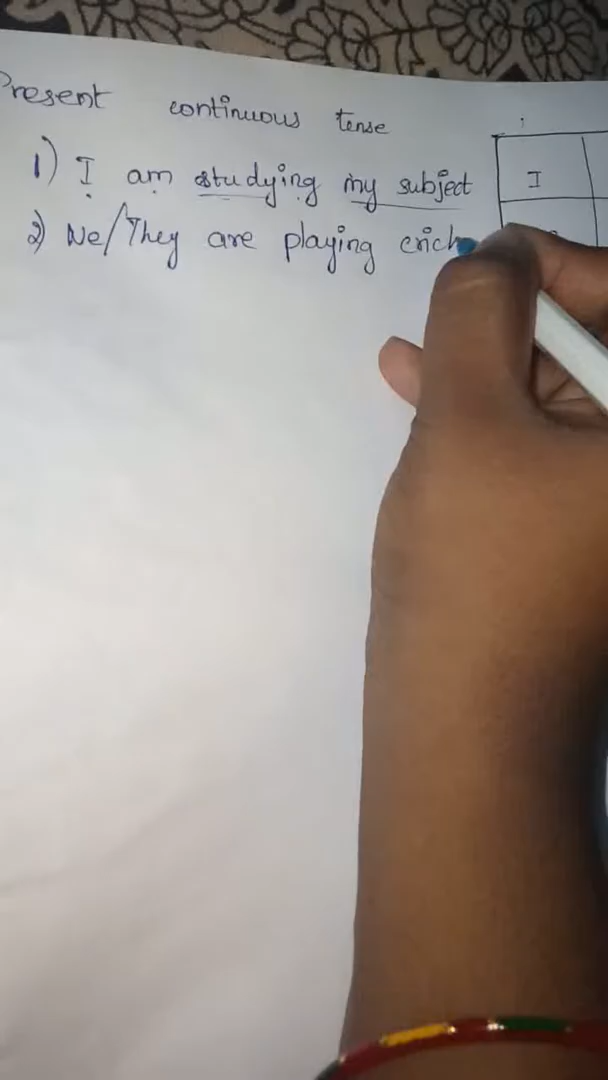 Present continuous tense
1) I am studying my subject
I
2) We/They are playing